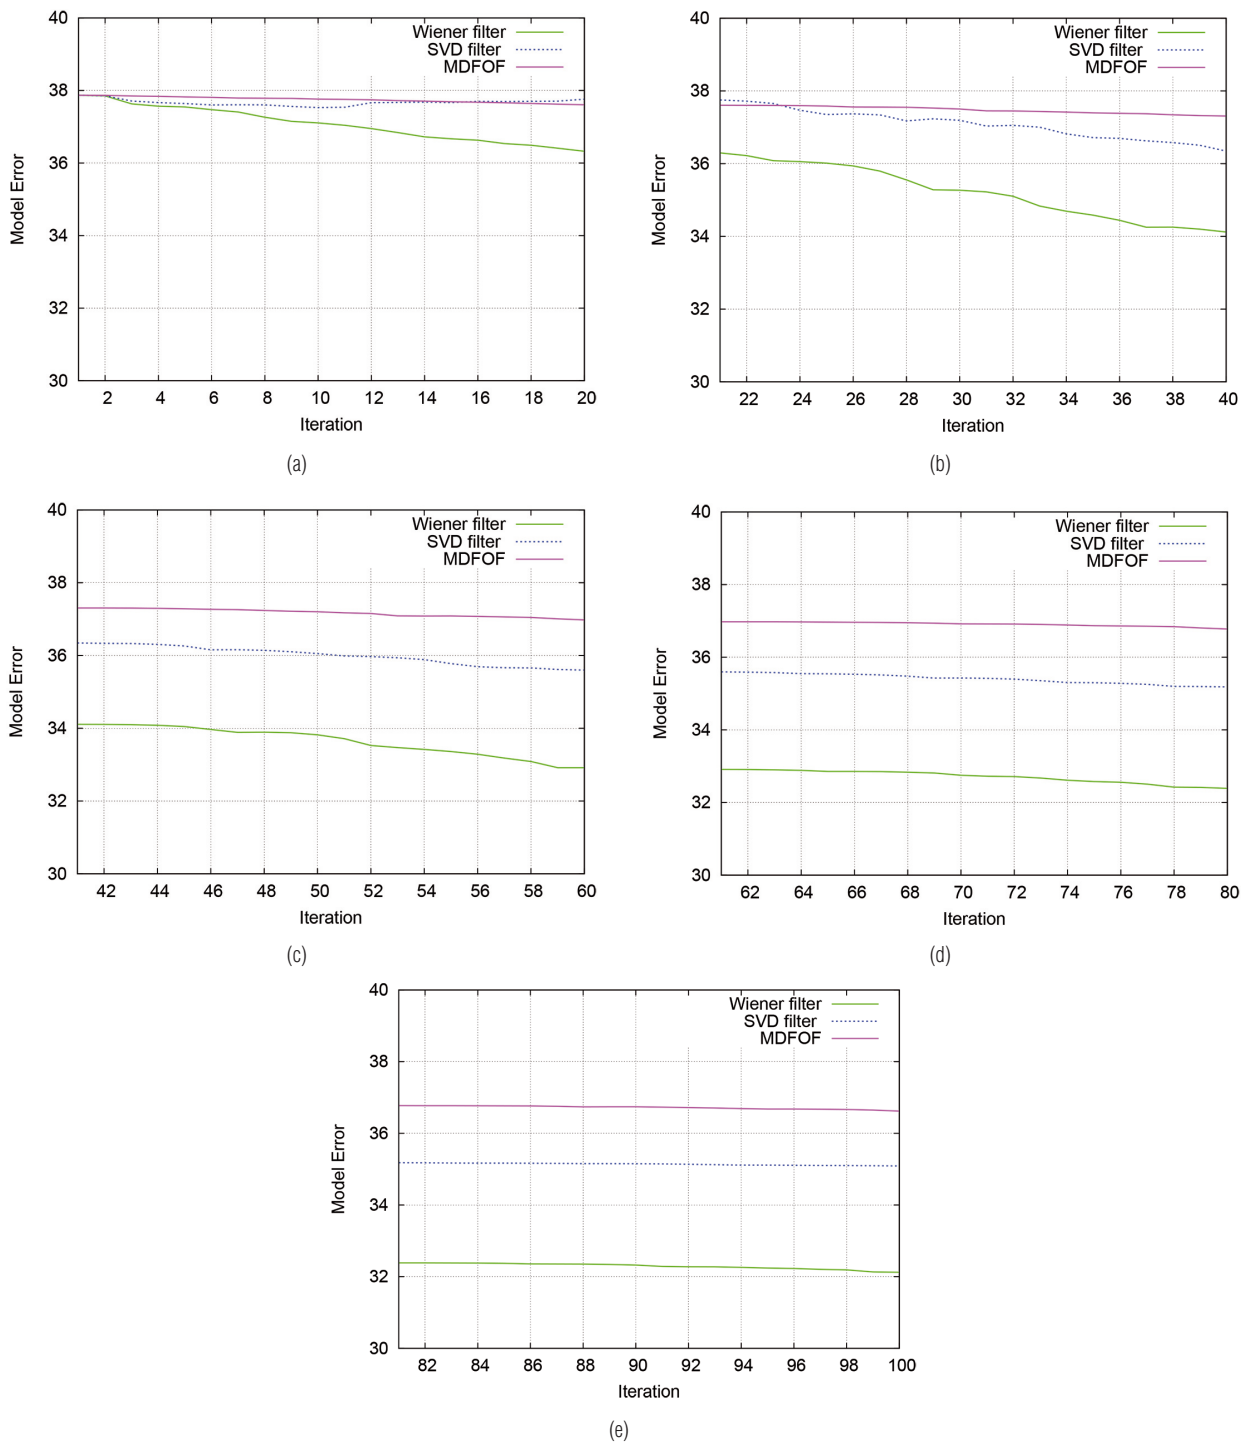 40
38
36
34
32
30
Model Error
Wiener filter
SVD filter
MDFOF
2 4 6 8 10 12 14 16 18 20
Iteration
(a)
40
38
36
34
32
30
Model Error
Wiener filter
SVD filter
MDFOF
22 24 26 28 30 32 34 36 38 40
Iteration
(b)
40
38
36
34
32
30
Model Error
Wiener filter
SVD filter
MDFOF
42 44 46 48 50 52 54 56 58 60
Iteration
(c)
40
38
36
34
32
30
Model Error
Wiener filter
SVD filter
MDFOF
62 64 66 68 70 72 74 76 78 80
Iteration
(d)
40
38
36
34
32
30
Model Error
Wiener filter
SVD filter
MDFOF
82 84 86 88 90 92 94 96 98 100
Iteration
(e)